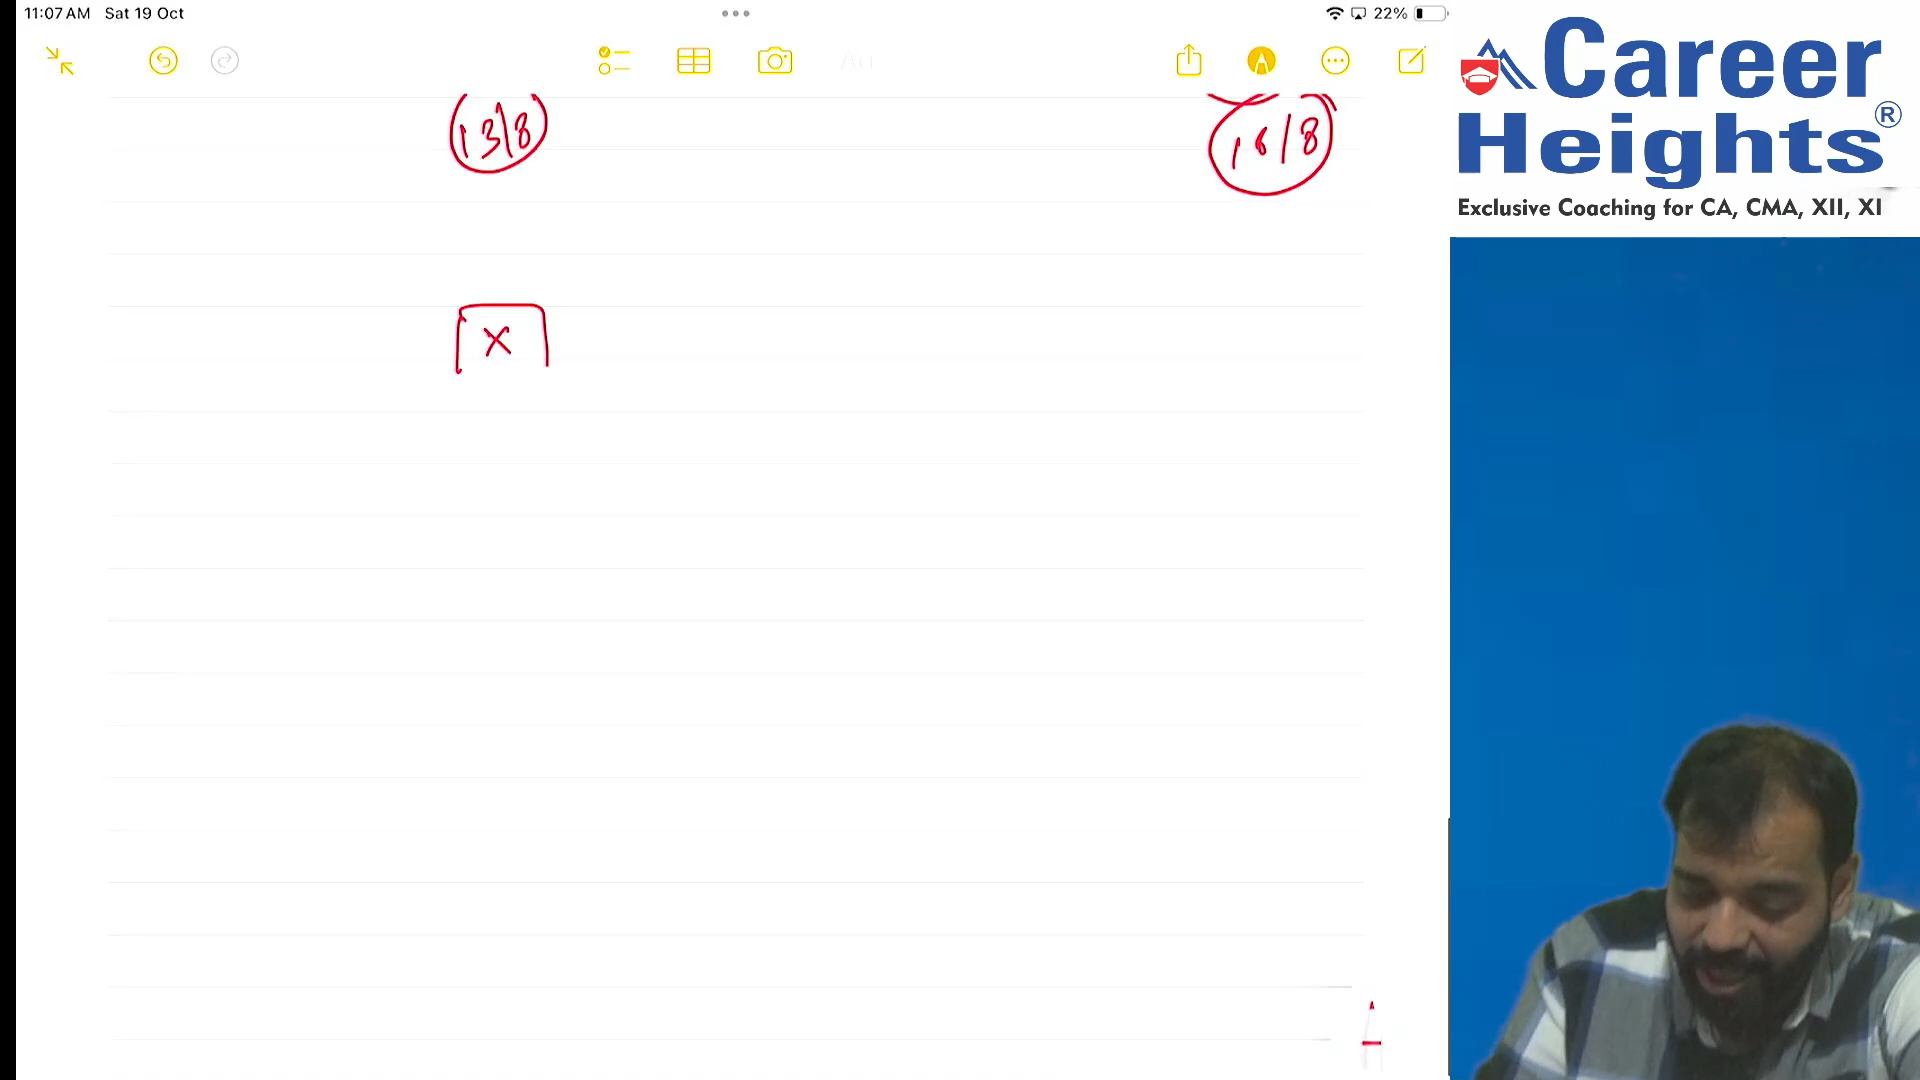 11:07 AM Sat 19 Oct
22%
Career
Heights®
Exclusive Coaching for CA, CMA, XII, XI
13/8
16/8
X